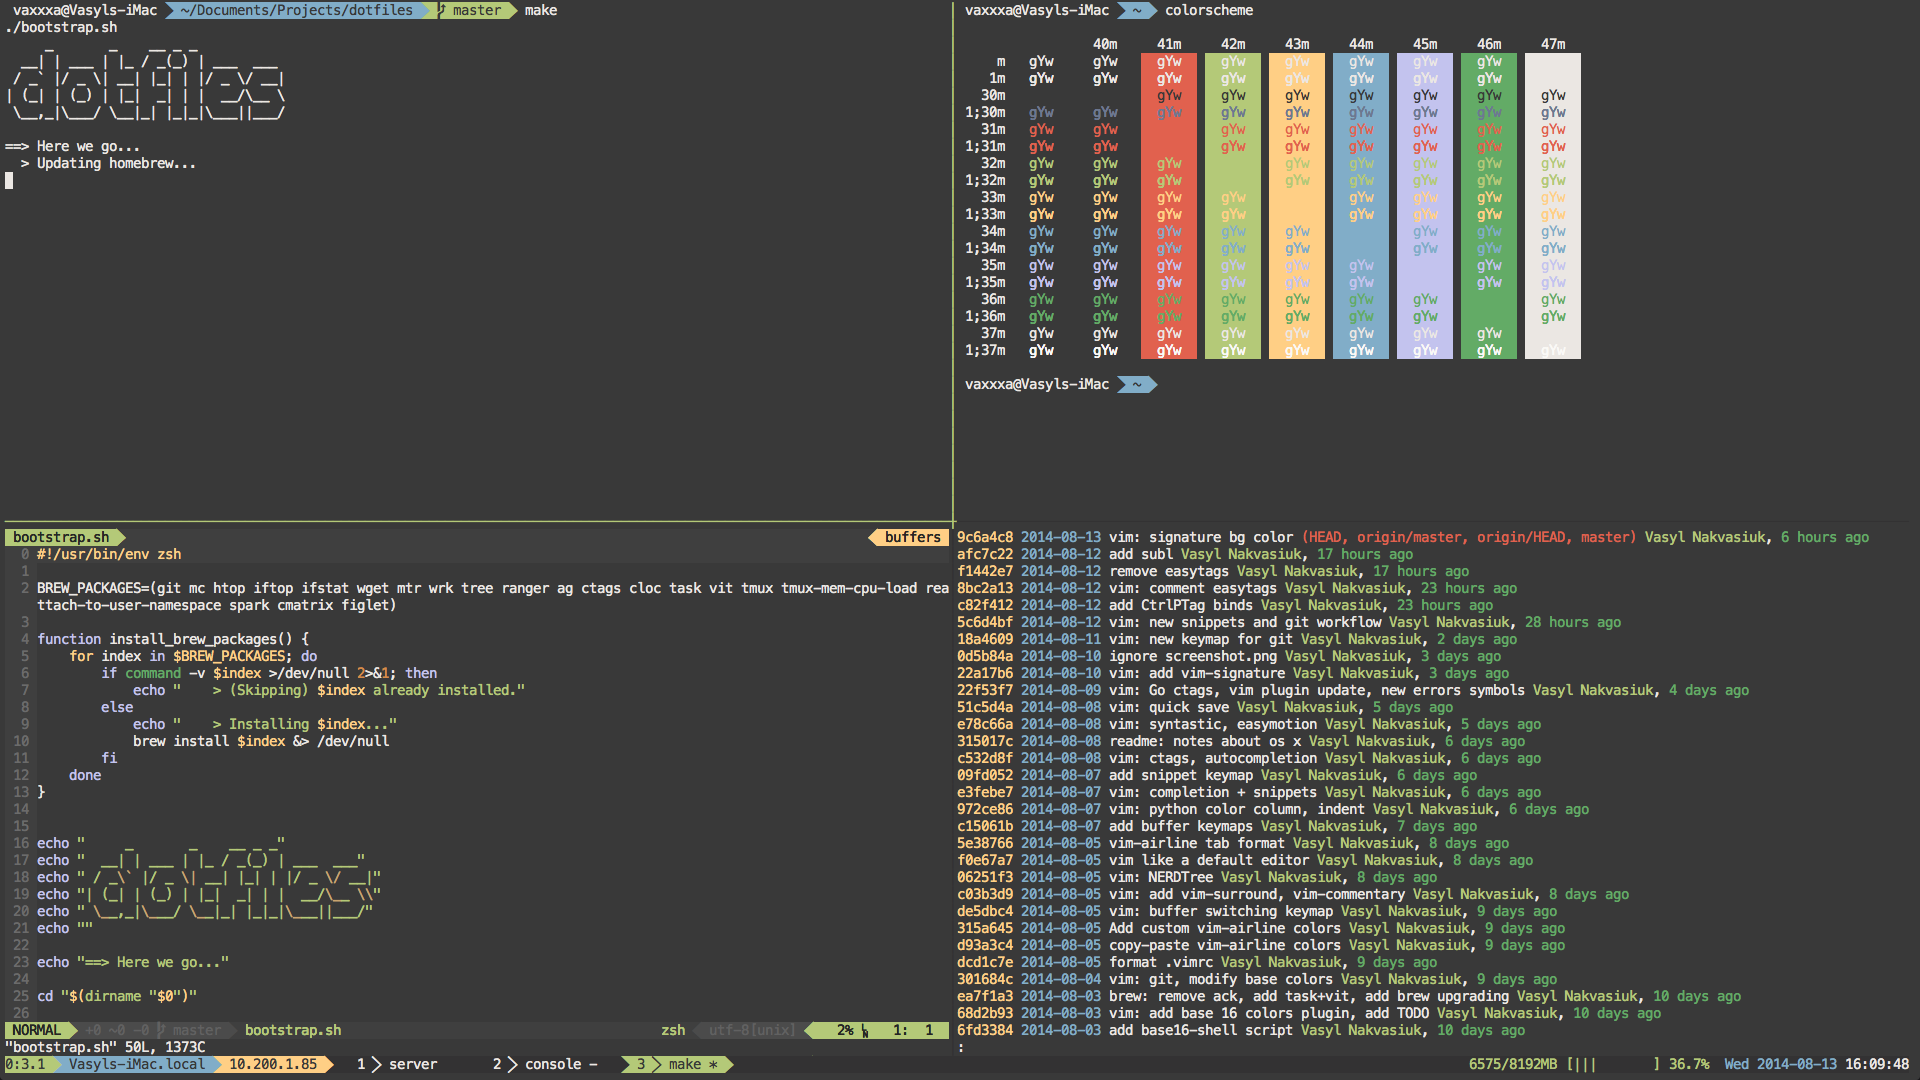 vaxxxa@Vasyls-iMac ~/Documents/Projects/dotfiles master make
./bootstrap.sh
     _       _    __ _ _
  __| | ___ | |_ / _(_) | ___  ___
 / _` |/ _ \| __| |_| | |/ _ \/ __|
| (_| | (_) | |_|  _| | |  __/\__ \
 \__,_|\___/ \__|_| |_|_|\___||___/
==> Here we go...
  > Updating homebrew...
vaxxxa@Vasyls-iMac ~ colorscheme
40m 41m 42m 43m 44m 45m 46m 47m
m gYw gYw gYw gYw gYw gYw gYw gYw
1m gYw gYw gYw gYw gYw gYw gYw gYw
30m gYw gYw gYw gYw gYw gYw gYw
1;30m gYw gYw gYw gYw gYw gYw gYw gYw gYw
31m gYw gYw gYw gYw gYw gYw gYw gYw
1;31m gYw gYw gYw gYw gYw gYw gYw gYw
32m gYw gYw gYw gYw gYw gYw gYw gYw
1;32m gYw gYw gYw gYw gYw gYw gYw gYw
33m gYw gYw gYw gYw gYw gYw gYw gYw
1;33m gYw gYw gYw gYw gYw gYw gYw gYw
34m gYw gYw gYw gYw gYw gYw gYw gYw
1;34m gYw gYw gYw gYw gYw gYw gYw gYw
35m gYw gYw gYw gYw gYw gYw gYw gYw
1;35m gYw gYw gYw gYw gYw gYw gYw gYw
36m gYw gYw gYw gYw gYw gYw gYw gYw
1;36m gYw gYw gYw gYw gYw gYw gYw gYw
37m gYw gYw gYw gYw gYw gYw gYw gYw
1;37m gYw gYw gYw gYw gYw gYw gYw gYw gYw
vaxxxa@Vasyls-iMac ~
bootstrap.sh buffers
0 #!/usr/bin/env zsh
1
2 BREW_PACKAGES=(git mc htop iftop ifstat wget mtr wrk tree ranger ag ctags cloc task vit tmux tmux-mem-cpu-load rea
ttach-to-user-namespace spark cmatrix figlet)
3
4 function install_brew_packages() {
5     for index in $BREW_PACKAGES; do
6         if command -v $index >/dev/null 2>&1; then
7             echo "    > (Skipping) $index already installed."
8         else
9             echo "    > Installing $index..."
10             brew install $index &> /dev/null
11         fi
12     done
13 }
14
15
16 echo "     _       _    __ _ _"
17 echo "  __| | ___ | |_ / _(_) | ___  ___"
18 echo " / _\` |/ _ \| __| |_| | |/ _ \/ __|"
19 echo "| (_| | (_) | |_|  _| | |  __/\__ \\"
20 echo " \__,_|\___/ \__|_| |_|_|\___||___/"
21 echo ""
22
23 echo "==> Here we go..."
24
25 cd "$(dirname "$0")"
26
NORMAL +0 ~0 -0 master bootstrap.sh zsh utf-8[unix] 2% 1: 1
"bootstrap.sh" 50L, 1373C
9c6a4c8 2014-08-13 vim: signature bg color (HEAD, origin/master, origin/HEAD, master) Vasyl Nakvasiuk, 6 hours ago
afc7c22 2014-08-12 add subl Vasyl Nakvasiuk, 17 hours ago
f1442e7 2014-08-12 remove easytags Vasyl Nakvasiuk, 17 hours ago
8bc2a13 2014-08-12 vim: comment easytags Vasyl Nakvasiuk, 23 hours ago
c82f412 2014-08-12 add CtrlPTag binds Vasyl Nakvasiuk, 23 hours ago
5c6d4bf 2014-08-12 vim: new snippets and git workflow Vasyl Nakvasiuk, 28 hours ago
18a4609 2014-08-11 vim: new keymap for git Vasyl Nakvasiuk, 2 days ago
0d5b84a 2014-08-10 ignore screenshot.png Vasyl Nakvasiuk, 3 days ago
22a17b6 2014-08-10 vim: add vim-signature Vasyl Nakvasiuk, 3 days ago
22f53f7 2014-08-09 vim: Go ctags, vim plugin update, new errors symbols Vasyl Nakvasiuk, 4 days ago
51c5d4a 2014-08-08 vim: quick save Vasyl Nakvasiuk, 5 days ago
e78c66a 2014-08-08 vim: syntastic, easymotion Vasyl Nakvasiuk, 5 days ago
315017c 2014-08-08 readme: notes about os x Vasyl Nakvasiuk, 6 days ago
c532d8f 2014-08-08 vim: ctags, autocompletion Vasyl Nakvasiuk, 6 days ago
09fd052 2014-08-07 add snippet keymap Vasyl Nakvasiuk, 6 days ago
e3febe7 2014-08-07 vim: completion + snippets Vasyl Nakvasiuk, 6 days ago
972ce86 2014-08-07 vim: python color column, indent Vasyl Nakvasiuk, 6 days ago
c15061b 2014-08-07 add buffer keymaps Vasyl Nakvasiuk, 7 days ago
5e38766 2014-08-05 vim-airline tab format Vasyl Nakvasiuk, 8 days ago
f0e67a7 2014-08-05 vim like a default editor Vasyl Nakvasiuk, 8 days ago
06251f3 2014-08-05 vim: NERDTree Vasyl Nakvasiuk, 8 days ago
c03b3d9 2014-08-05 vim: add vim-surround, vim-commentary Vasyl Nakvasiuk, 8 days ago
de5dbc4 2014-08-05 vim: buffer switching keymap Vasyl Nakvasiuk, 9 days ago
315a645 2014-08-05 Add custom vim-airline colors Vasyl Nakvasiuk, 9 days ago
d93a3c4 2014-08-05 copy-paste vim-airline colors Vasyl Nakvasiuk, 9 days ago
dcd1c7e 2014-08-05 format .vimrc Vasyl Nakvasiuk, 9 days ago
301684c 2014-08-04 vim: git, modify base colors Vasyl Nakvasiuk, 9 days ago
ea7f1a3 2014-08-03 brew: remove ack, add task+vit, add brew upgrading Vasyl Nakvasiuk, 10 days ago
68d2b93 2014-08-03 vim: add base 16 colors plugin, add TODO Vasyl Nakvasiuk, 10 days ago
6fd3384 2014-08-03 add base16-shell script Vasyl Nakvasiuk, 10 days ago
:
0:3.1 Vasyls-iMac.local 10.200.1.85 1 server 2 console - 3 make * 6575/8192MB [|||       ] 36.7% Wed 2014-08-13 16:09:48